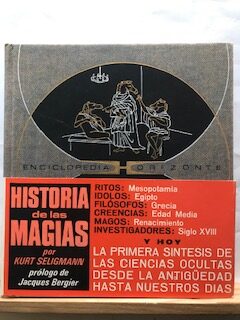 ENCICLOPEDIA HORIZONTE
HISTORIA
de las
MAGIAS
por
KURT SELIGMANN
prólogo de
Jacques Bergier
RITOS: Mesopotamia
IDOLOS: Egipto
FILÓSOFOS: Grecia
CREENCIAS: Edad Media
MAGOS: Renacimiento
INVESTIGADORES: Siglo XVIII
Y HOY
LA PRIMERA SINTESIS DE
LAS CIENCIAS OCULTAS
DESDE LA ANTIGÜEDAD
HASTA NUESTROS DIAS